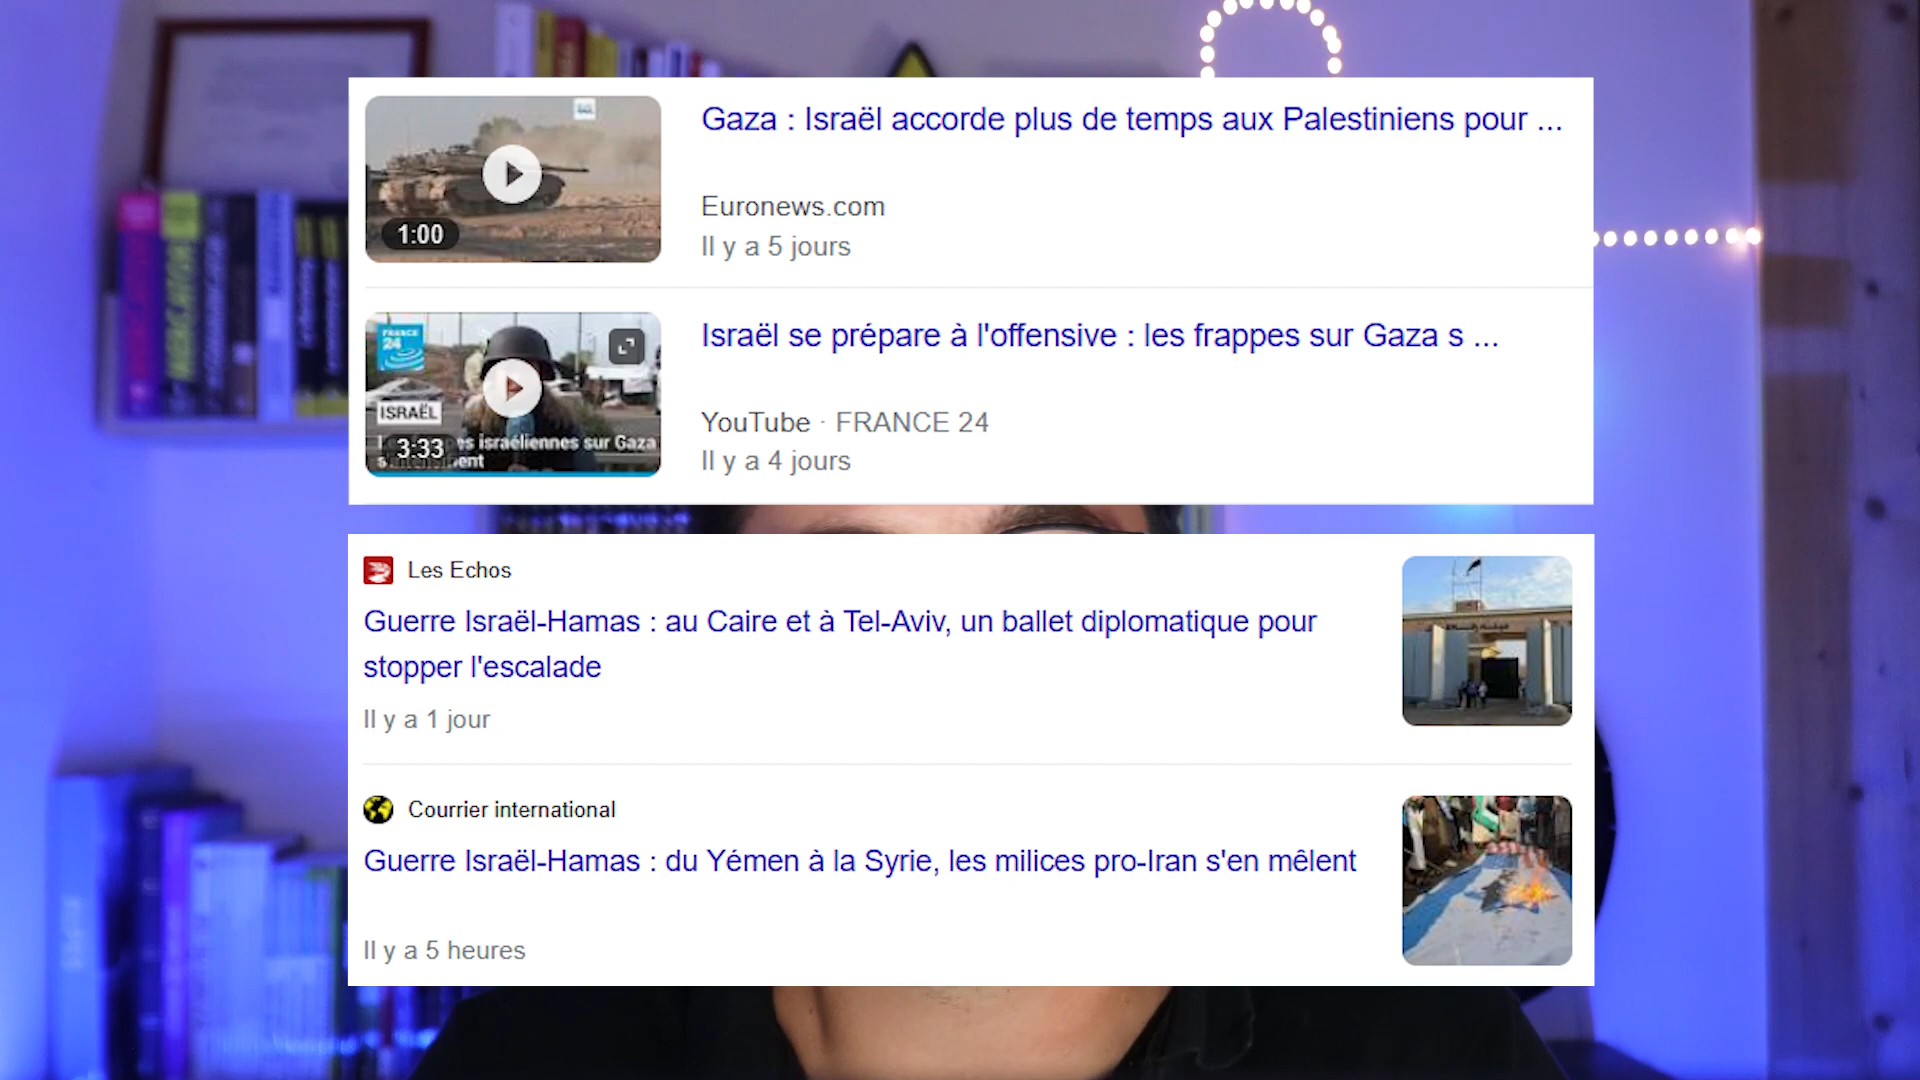 Gaza : Israël accorde plus de temps aux Palestiniens pour ...
Euronews.com
Il y a 5 jours
1:00
Israël se prépare à l'offensive : les frappes sur Gaza s ...
YouTube · FRANCE 24
Il y a 4 jours
FRANCE
24
ISRAËL
es israéliennes sur Gaza
3:33
Les Echos
Guerre Israël-Hamas : au Caire et à Tel-Aviv, un ballet diplomatique pour
stopper l'escalade
Il y a 1 jour
Courrier international
Guerre Israël-Hamas : du Yémen à la Syrie, les milices pro-Iran s'en mêlent
Il y a 5 heures